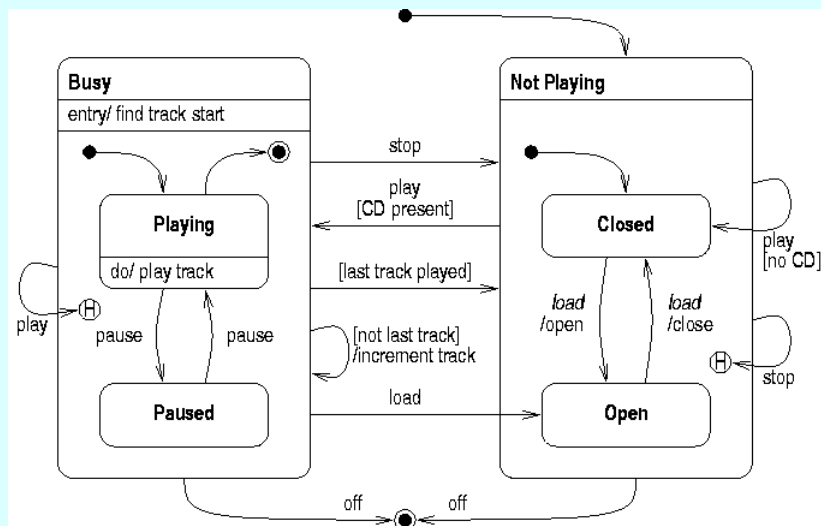 Busy
entry/ find track start
Playing
do/ play track
play
H
pause
pause
Paused
stop
play
[CD present]
[last track played]
[not last track]
/increment track
load
Not Playing
Closed
play
[no CD]
load
/open
load
/close
H
stop
Open
off
off